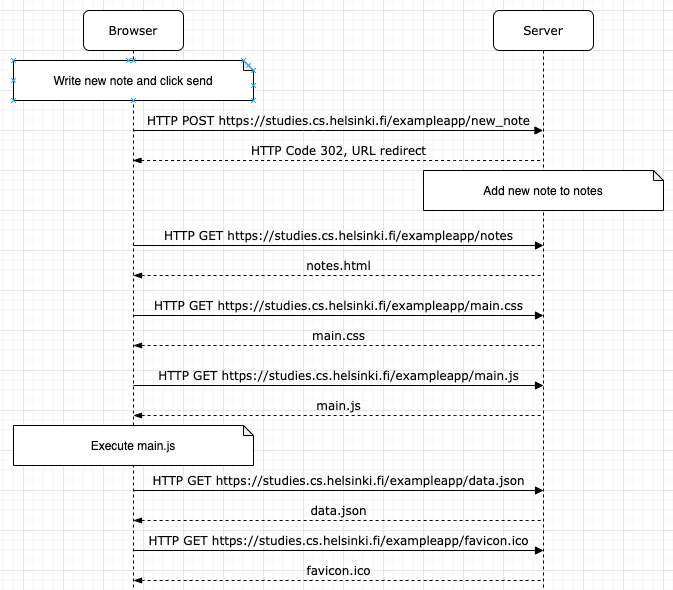 Browser
Server
Write new note and click send
HTTP POST https://studies.cs.helsinki.fi/exampleapp/new_note
HTTP Code 302, URL redirect
Add new note to notes
HTTP GET https://studies.cs.helsinki.fi/exampleapp/notes
notes.html
HTTP GET https://studies.cs.helsinki.fi/exampleapp/main.css
main.css
HTTP GET https://studies.cs.helsinki.fi/exampleapp/main.js
main.js
Execute main.js
HTTP GET https://studies.cs.helsinki.fi/exampleapp/data.json
data.json
HTTP GET https://studies.cs.helsinki.fi/exampleapp/favicon.ico
favicon.ico